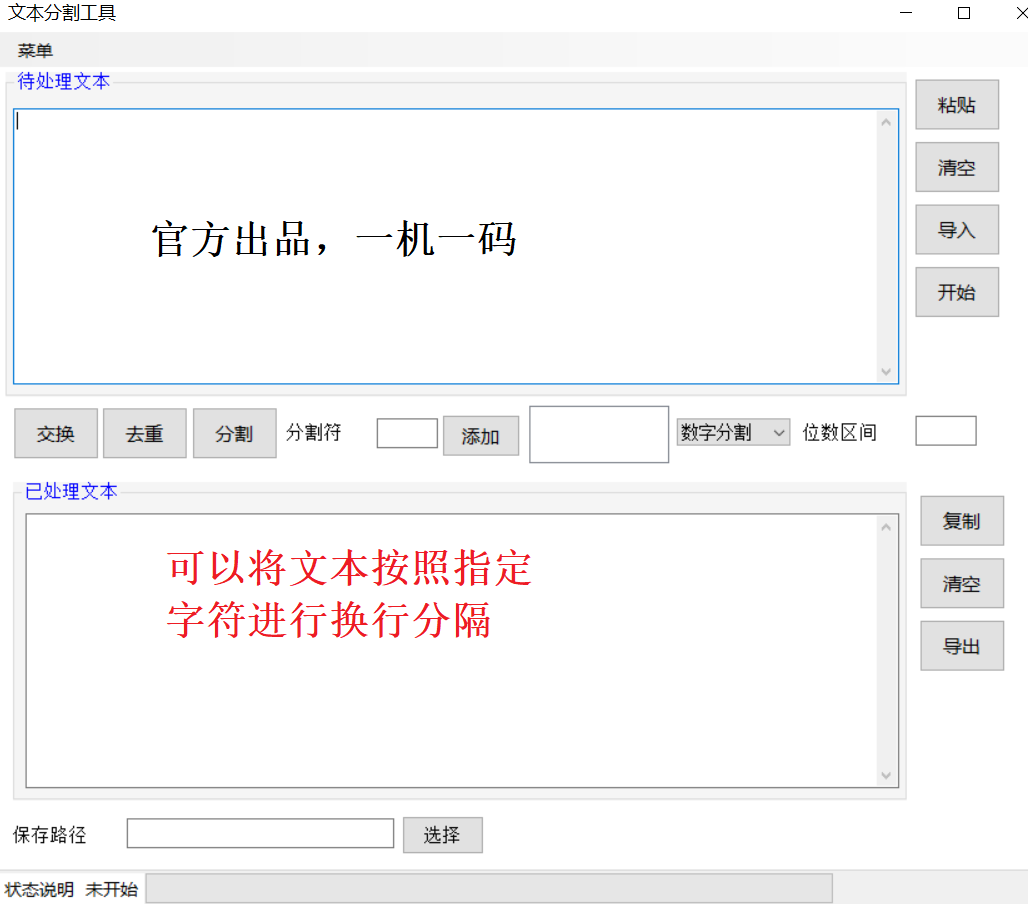 文本分割工具
菜单
待处理文本
官方出品，一机一码
粘贴
清空
导入
开始
交换 去重 分割 分割符 添加 数字分割 位数区间
已处理文本
可以将文本按照指定
字符进行换行分隔
复制
清空
导出
保存路径 选择
状态说明 未开始